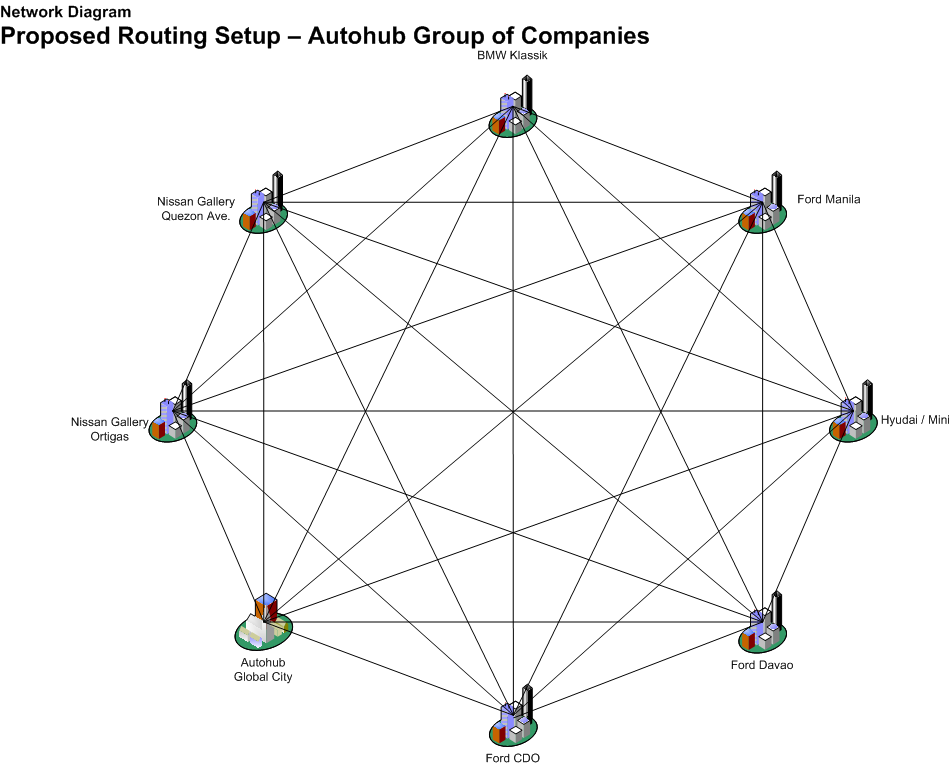 Network Diagram
Proposed Routing Setup – Autohub Group of Companies
BMW Klassik
Nissan Gallery
Quezon Ave.
Ford Manila
Nissan Gallery
Ortigas
Hyudai / Mini
Autohub
Global City
Ford Davao
Ford CDO